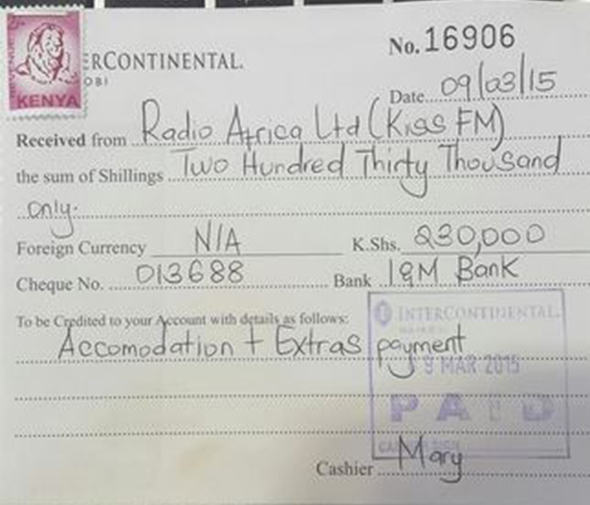 REVENUE
KENYA
ERCONTINENTAL.
OBI
No. 16906
Date 09/03/15
Received from Radio Africa Ltd (Kiss FM)
the sum of Shillings Two Hundred Thirty Thousand
only.
Foreign Currency N/A K.Shs. 230,000
Cheque No. 013688 Bank I&M Bank
To be Credited to your Account with details as follows:
Accomodation + Extras payment
INTERCONTINENTAL.
9 MAR 2015
PAID
Cashier Mary